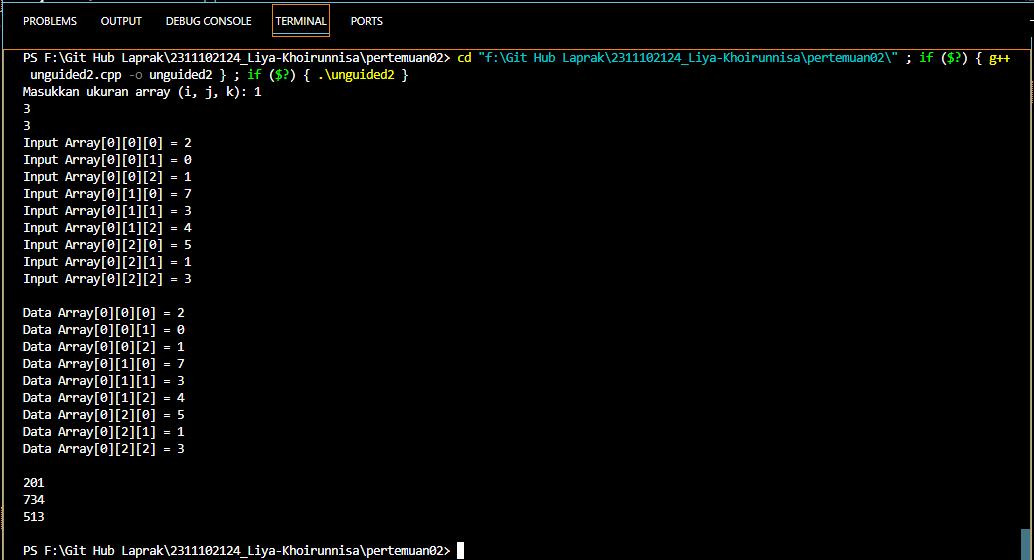 PROBLEMS OUTPUT DEBUG CONSOLE TERMINAL PORTS
PS F:\Git Hub Laprak\2311102124_Liya-Khoirunnisa\pertemuan02> cd "f:\Git Hub Laprak\2311102124_Liya-Khoirunnisa\pertemuan02\" ; if ($?) { g++
unguided2.cpp -o unguided2 } ; if ($?) { .\unguided2 }
Masukkan ukuran array (i, j, k): 1
3
3
Input Array[0][0][0] = 2
Input Array[0][0][1] = 0
Input Array[0][0][2] = 1
Input Array[0][1][0] = 7
Input Array[0][1][1] = 3
Input Array[0][1][2] = 4
Input Array[0][2][0] = 5
Input Array[0][2][1] = 1
Input Array[0][2][2] = 3
Data Array[0][0][0] = 2
Data Array[0][0][1] = 0
Data Array[0][0][2] = 1
Data Array[0][1][0] = 7
Data Array[0][1][1] = 3
Data Array[0][1][2] = 4
Data Array[0][2][0] = 5
Data Array[0][2][1] = 1
Data Array[0][2][2] = 3
201
734
513
PS F:\Git Hub Laprak\2311102124_Liya-Khoirunnisa\pertemuan02>